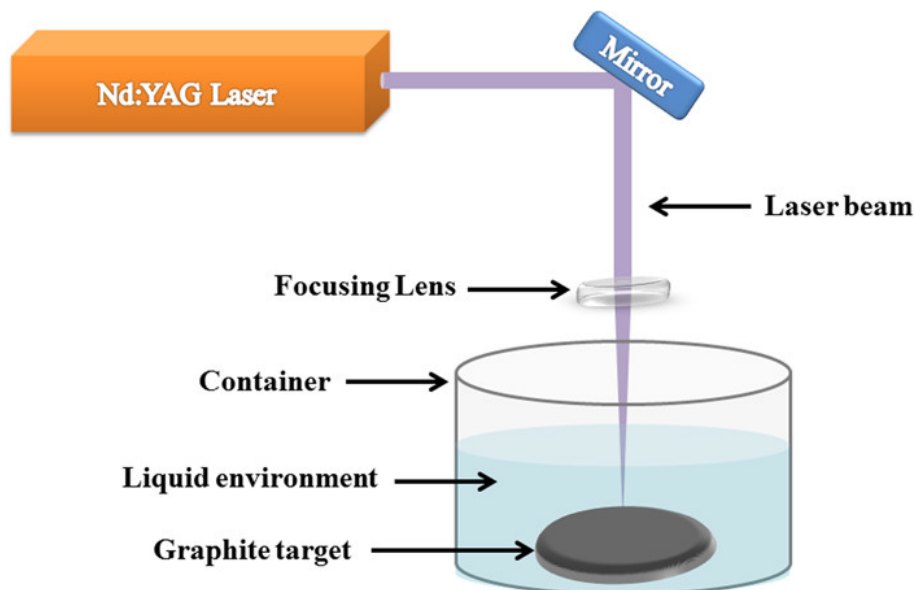 Nd:YAG Laser
Mirror
Laser beam
Focusing Lens
Container
Liquid environment
Graphite target